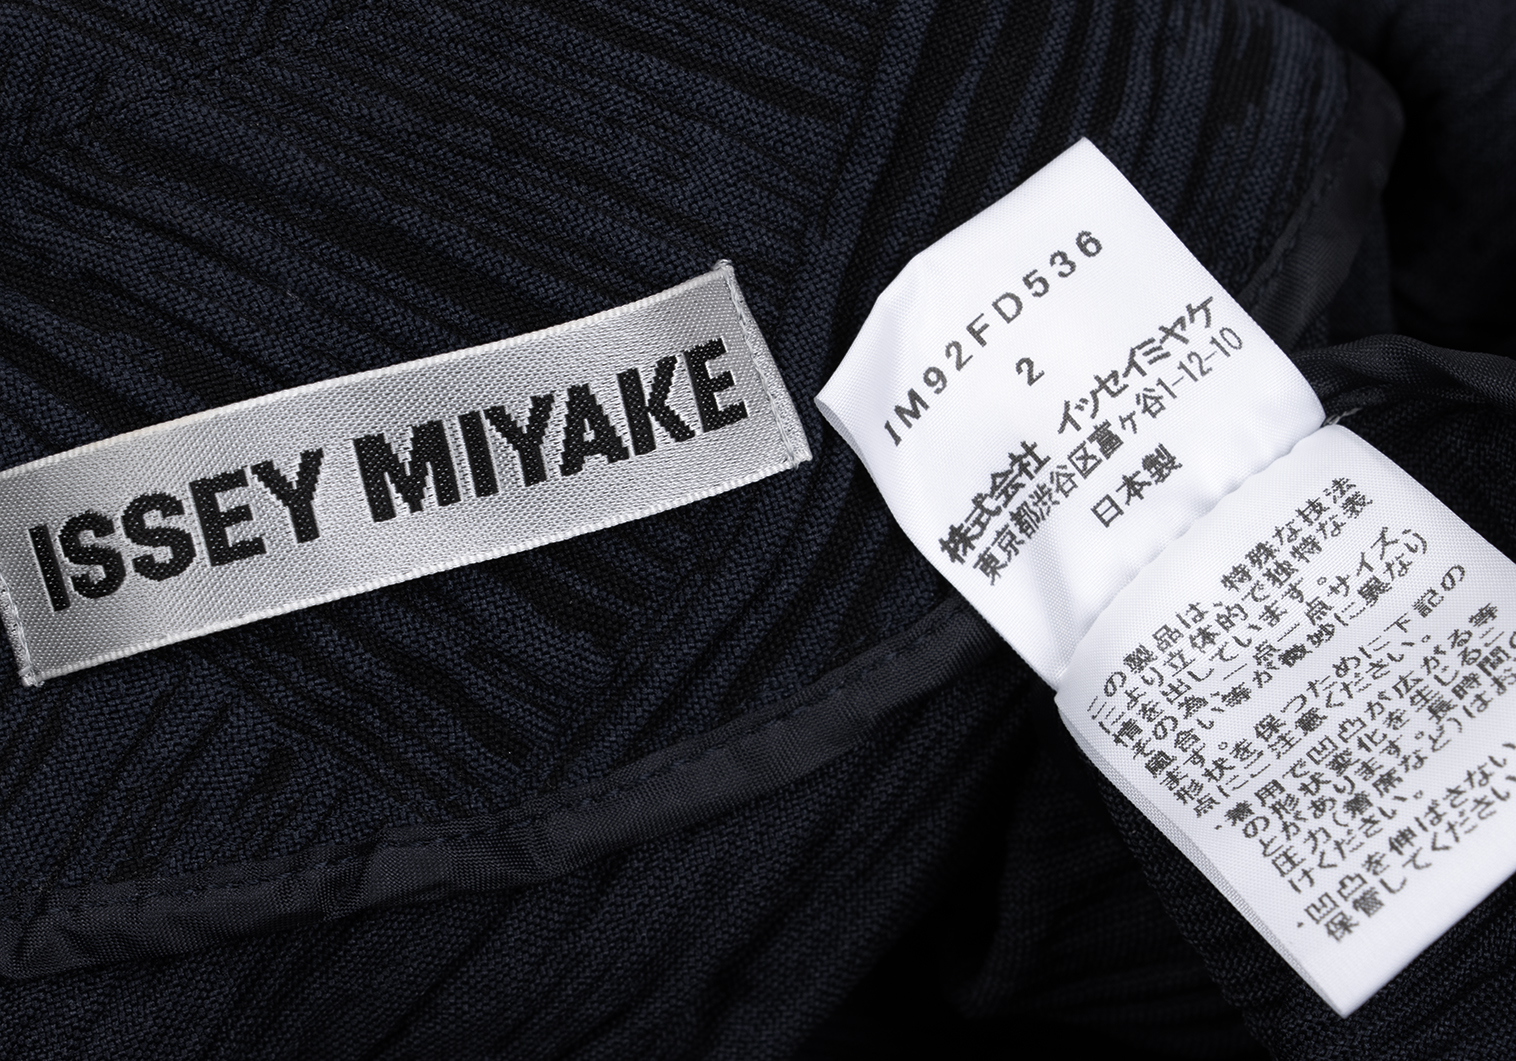 ISSEY MIYAKE
IM92FD536
2
株式会社 イッセイミヤケ
東京都渋谷区富ヶ谷1-12-10
日本製
この製品は、特殊な技法
により立体的で独特な表
情を出しています。
その為、一点一点サイズ、
風合い等が微妙に異なり
ます。
形状を保つために下記の
点にご注意ください。
・着用で凹凸が広がる等
の形状変化を生じるこ
とがあります。長時間の
圧力(着席など)はお
けください。
・凹凸を伸ばさない
保管してください